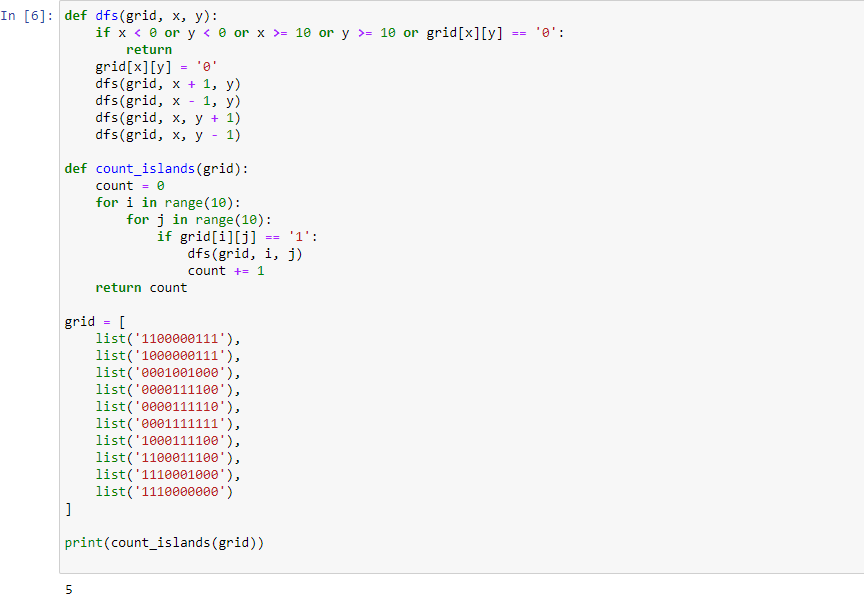 In [6]: def dfs(grid, x, y):
    if x < 0 or y < 0 or x >= 10 or y >= 10 or grid[x][y] == '0':
        return
    grid[x][y] = '0'
    dfs(grid, x + 1, y)
    dfs(grid, x - 1, y)
    dfs(grid, x, y + 1)
    dfs(grid, x, y - 1)

def count_islands(grid):
    count = 0
    for i in range(10):
        for j in range(10):
            if grid[i][j] == '1':
                dfs(grid, i, j)
                count += 1
    return count

grid = [
    list('1100000111'),
    list('1000000111'),
    list('0001001000'),
    list('0000111100'),
    list('0000111110'),
    list('0001111111'),
    list('1000111100'),
    list('1100011100'),
    list('1110001000'),
    list('1110000000')
]

print(count_islands(grid))

5